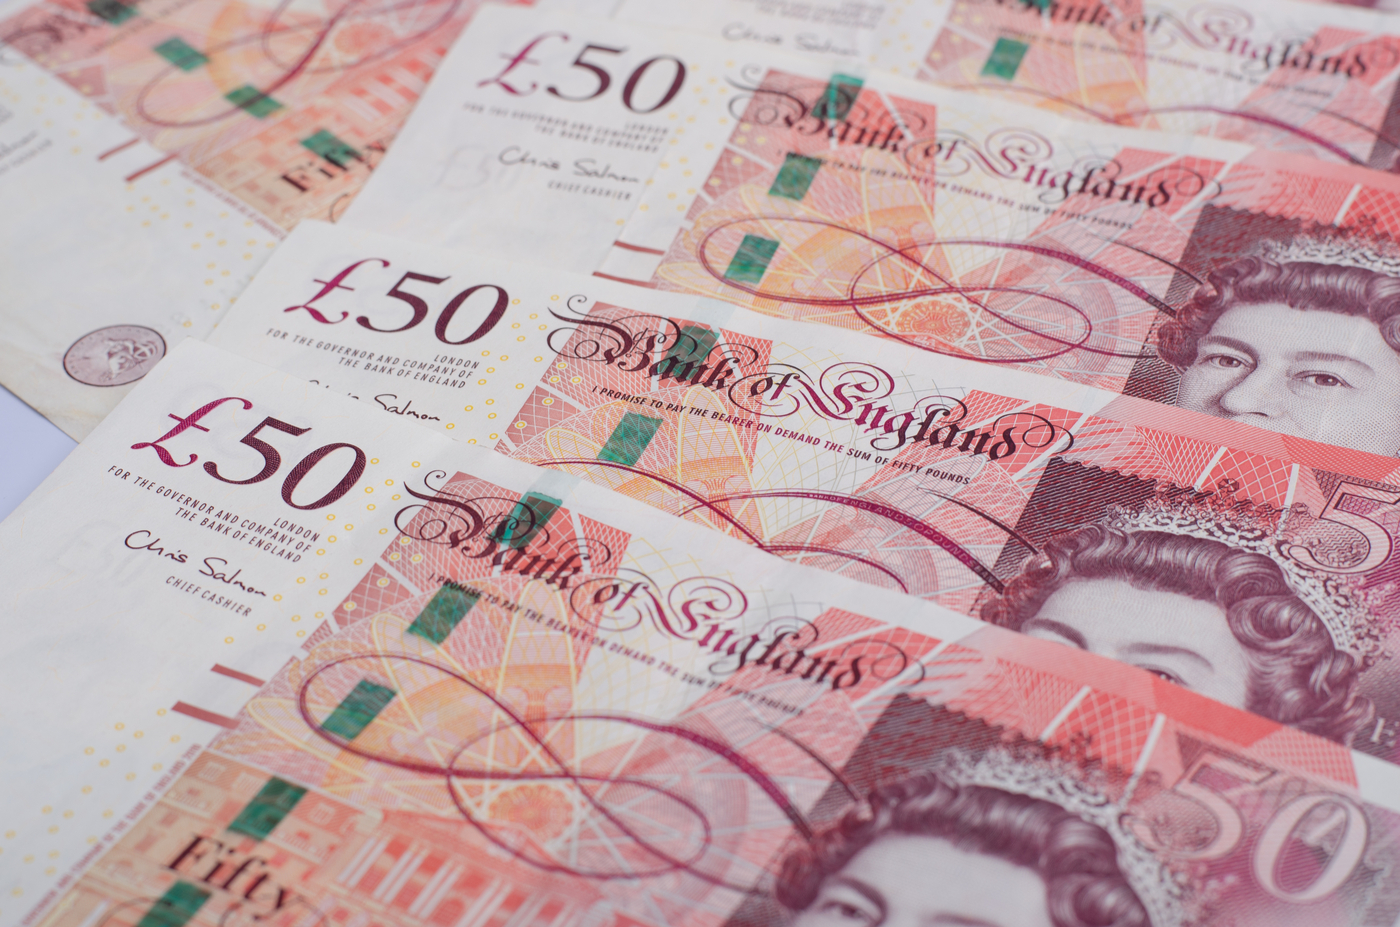 Bank of England
Chris Salmon
Fifty
£50
LONDON
FOR THE GOVERNOR AND COMPANY OF
THE BANK OF ENGLAND
Chris Salmon
CHIEF CASHIER
Bank of England
I PROMISE TO PAY THE BEARER ON DEMAND THE SUM OF FIFTY POUNDS
£50
LONDON
FOR THE GOVERNOR AND COMPANY OF
THE BANK OF ENGLAND
Salmon
Bank of England
I PROMISE TO PAY THE BEARER ON DEMAND THE SUM OF FIFTY POUNDS
5
£50
LONDON
FOR THE GOVERNOR AND COMPANY OF
THE BANK OF ENGLAND
Chris Salmon
CHIEF CASHIER
Bank of England
I PROMISE TO PAY THE BEARER ON DEMAND THE SUM OF FIFTY POUNDS
50
Fifty